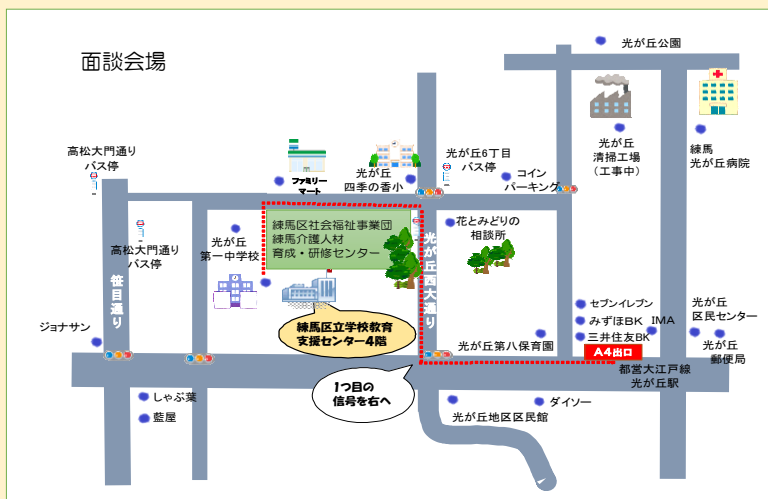 面談会場
光が丘公園
高松大門通り
バス停
ファミリー
マート
光が丘
四季の香小
光が丘6丁目
バス停
コイン
パーキング
光が丘
清掃工場
（工事中）
練馬
光が丘病院
高松大門通り
バス停
光が丘
第一中学校
練馬区社会福祉事業団
練馬介護人材
育成・研修センター
花とみどりの
相談所
笹目通り
光が丘西大通り
練馬区立学校教育
支援センター4階
セブンイレブン
みずほBK
IMA
三井住友BK
光が丘
区民センター
光が丘
郵便局
ジョナサン
光が丘第八保育園
A4出口
都営大江戸線
光が丘駅
1つ目の
信号を右へ
しゃぶ葉
藍屋
光が丘地区区民館
ダイソー